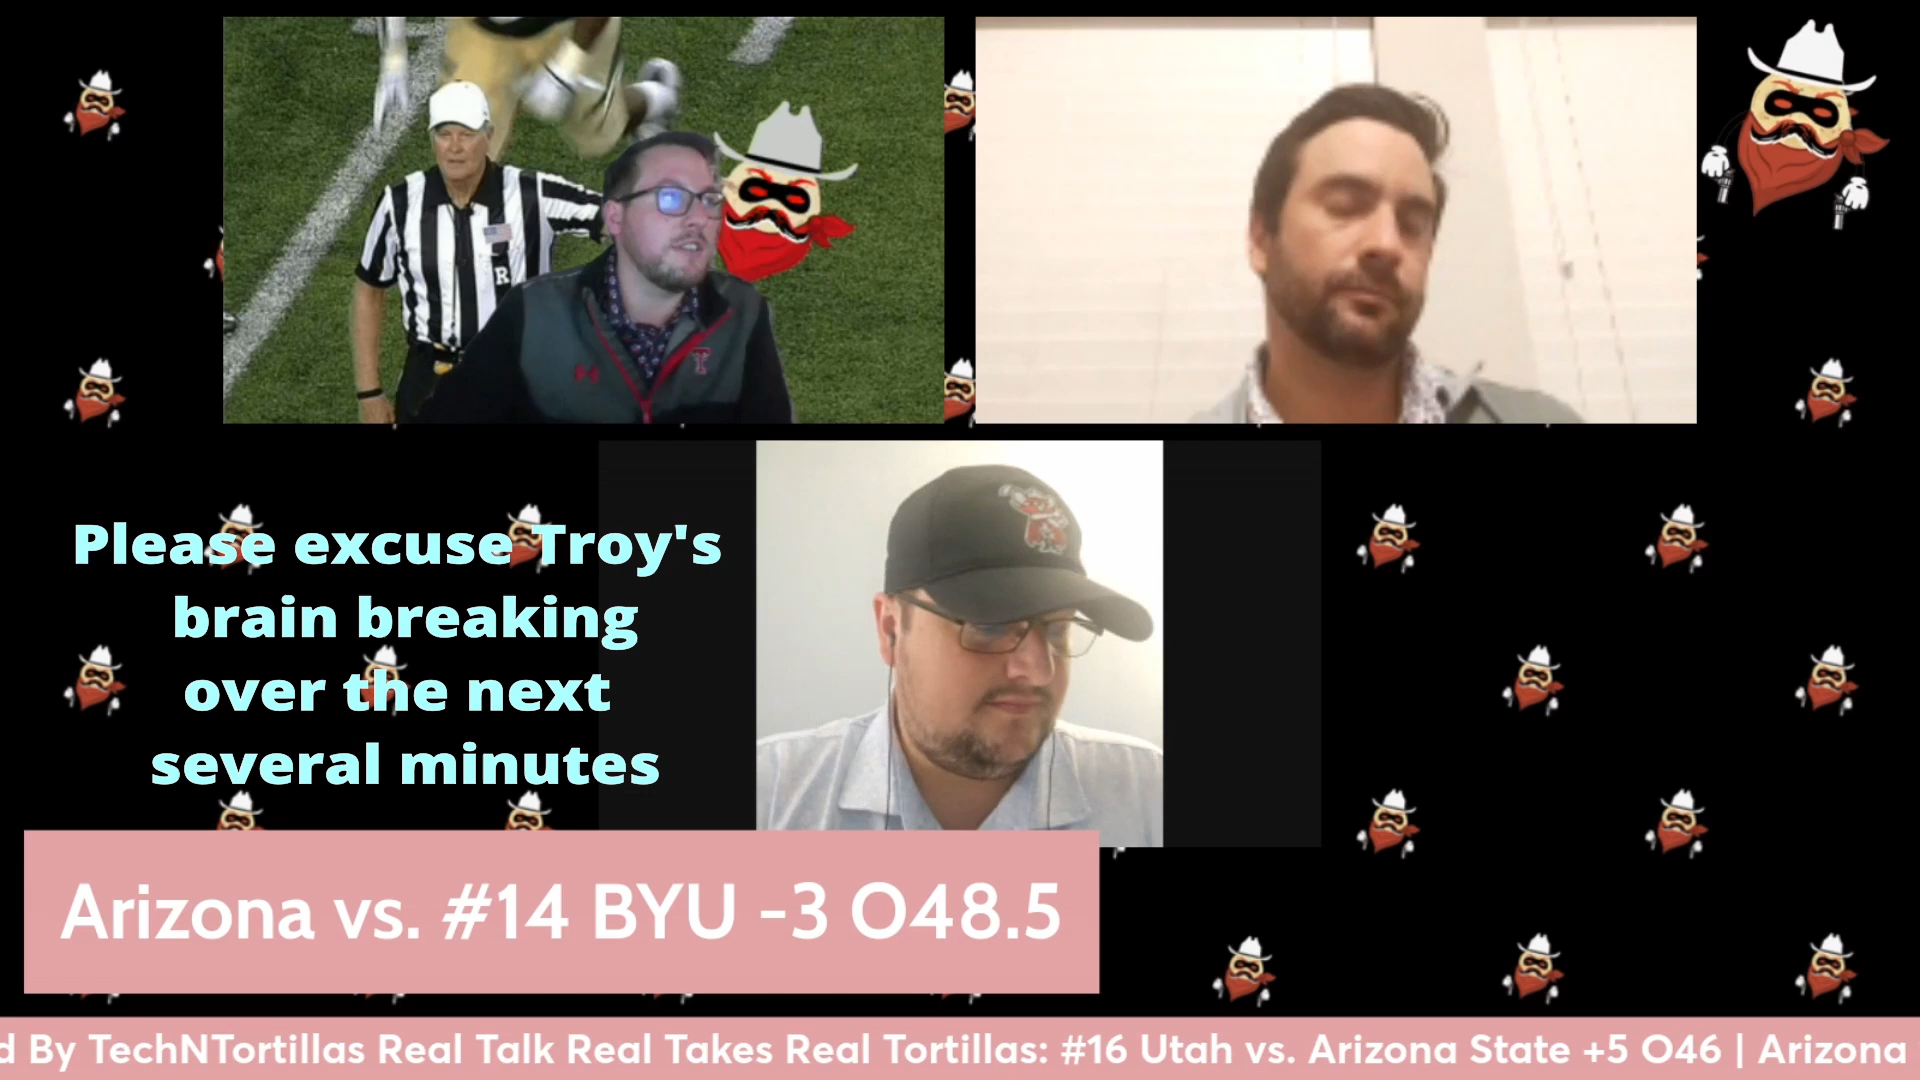 R
T
Please excuse Troy's
brain breaking
over the next
several minutes
Arizona vs. #14 BYU -3 O48.5
d By TechNTortillas Real Talk Real Takes Real Tortillas: #16 Utah vs. Arizona State +5 O46 | Arizona